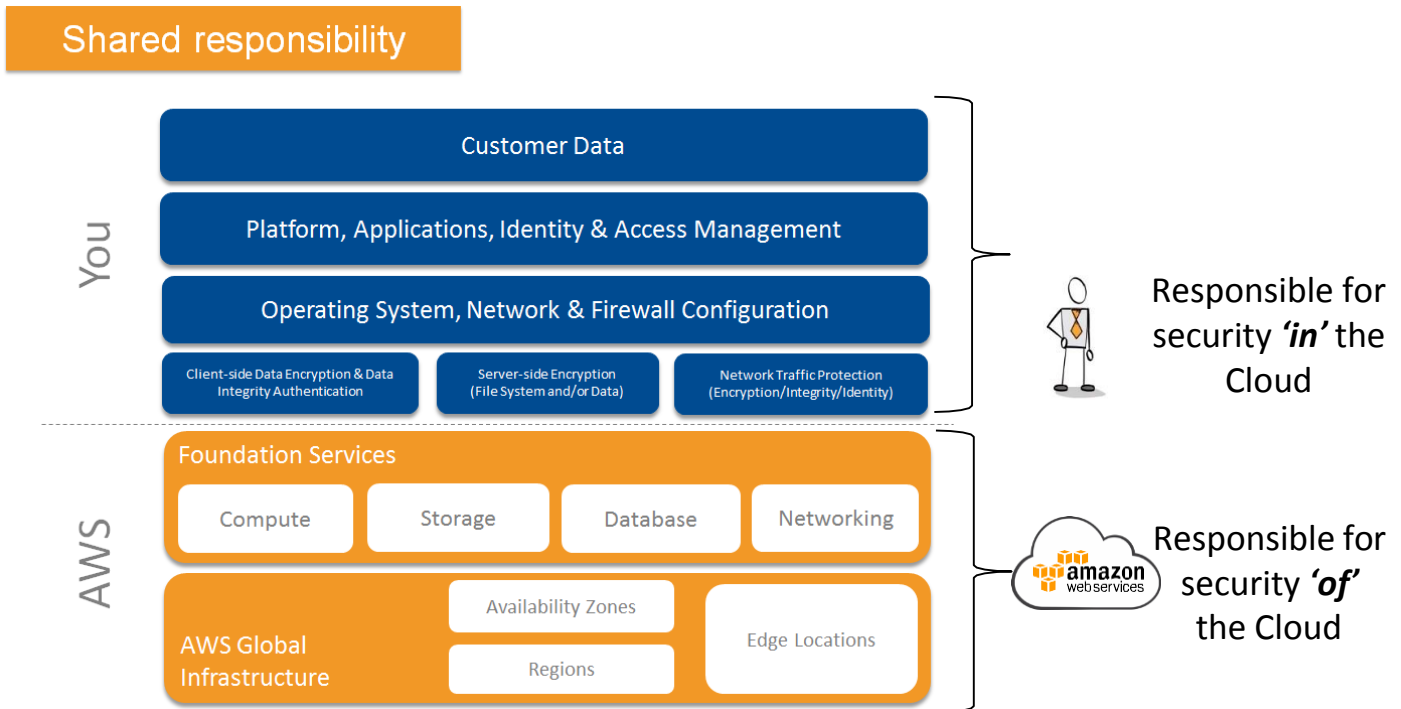 Shared responsibility
You
Customer Data
Platform, Applications, Identity & Access Management
Operating System, Network & Firewall Configuration
Client-side Data Encryption & Data
Integrity Authentication
Server-side Encryption
(File System and/or Data)
Network Traffic Protection
(Encryption/Integrity/Identity)
Responsible for
security ‘in’ the
Cloud
AWS
Foundation Services
Compute
Storage
Database
Networking
AWS Global
Infrastructure
Availability Zones
Regions
Edge Locations
amazon
webservices
Responsible for
security ‘of’
the Cloud